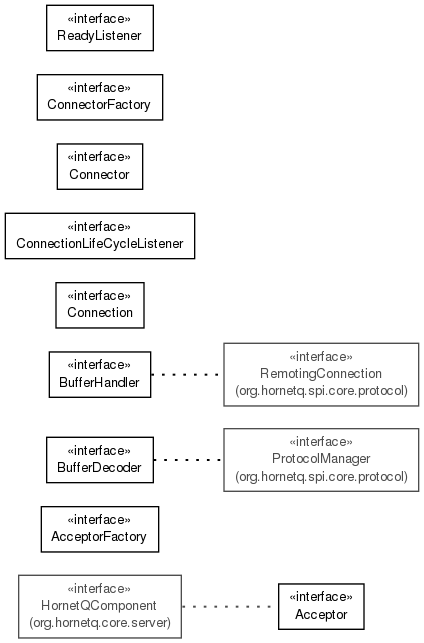 «interface»
ReadyListener
«interface»
ConnectorFactory
«interface»
Connector
«interface»
ConnectionLifeCycleListener
«interface»
Connection
«interface»
BufferHandler
«interface»
RemotingConnection
(org.hornetq.spi.core.protocol)
«interface»
BufferDecoder
«interface»
ProtocolManager
(org.hornetq.spi.core.protocol)
«interface»
AcceptorFactory
«interface»
HornetQComponent
(org.hornetq.core.server)
«interface»
Acceptor